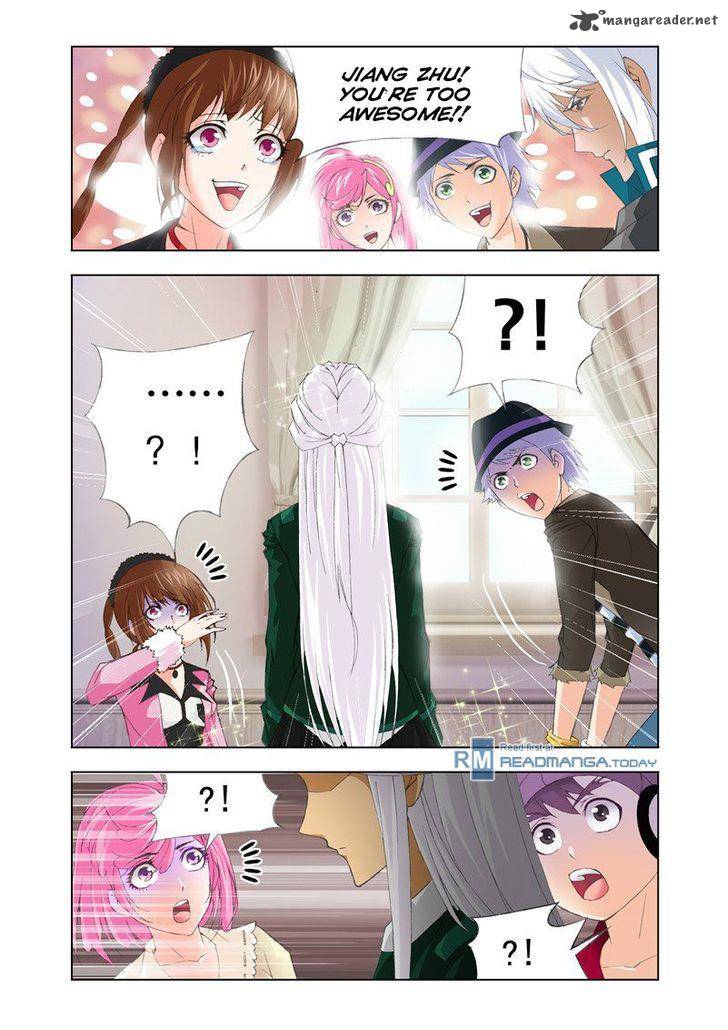 mangareader.net
JIANG ZHU!
YOU'RE TOO
AWESOME!!
?!
......
? !
RM Read first at
READMANGA.TODAY
?!
?!